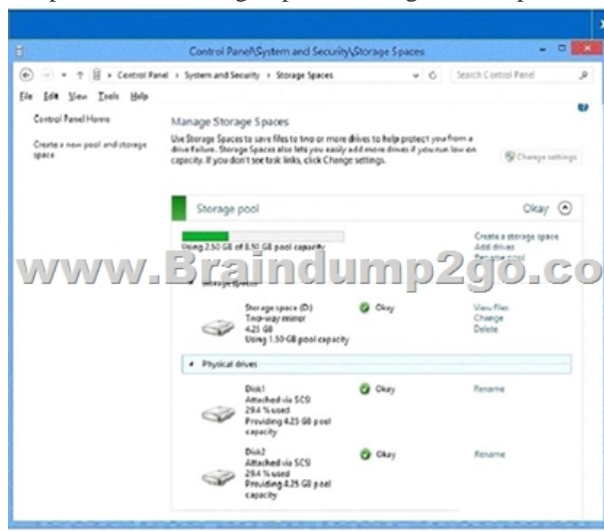 Control Panel\System and Security\Storage Spaces
Control Panel › System and Security › Storage Spaces
Search Control Panel
File Edit View Tools Help
Control Panel Home
Create a new pool and storage space
Manage Storage Spaces
Use Storage Spaces to save files to two or more drives to help protect you from a
drive failure. Storage Spaces also lets you easily add more drives if you run low on
capacity. If you don't see task links, click Change settings.
Change settings
Storage pool
Okay
Using 2.50 GB of 8.50 GB pool capacity
Create a storage space
Add drives
Rename pool
www.Braindump2go.co
Storage Spaces
Storage space (D:)
Two-way mirror
4.25 GB
Using 1.50 GB pool capacity
Okay
View files
Change
Delete
Physical drives
Disk1
Attached via SCSI
29.4 % used
Providing 4.25 GB pool
capacity
Okay
Rename
Disk2
Attached via SCSI
29.4 % used
Providing 4.25 GB pool
capacity
Okay
Rename